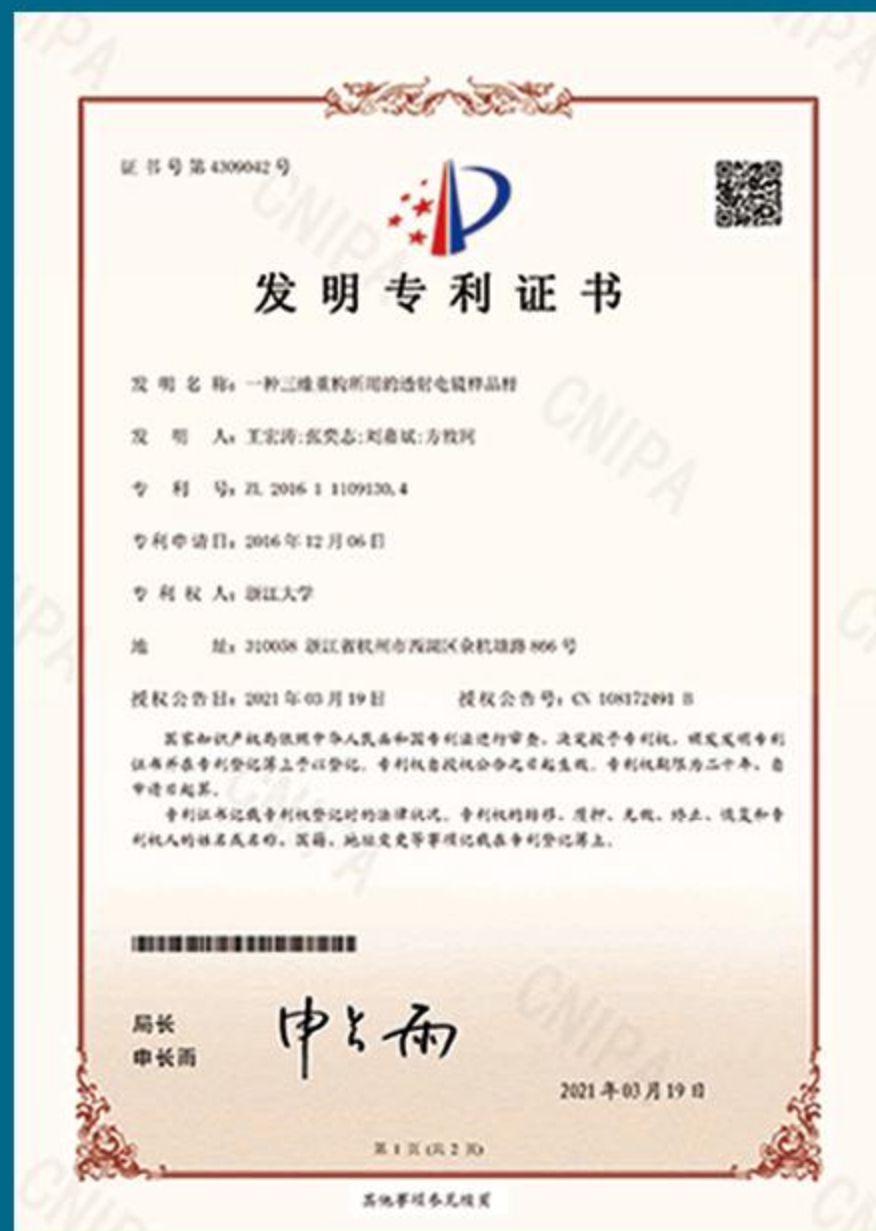 证书号第4309042号
发明专利证书
发明名称：一种三维重构所用的透射电镜样品杆
发明人：王宏涛;张奕志;刘嘉斌;方攸同
专利号：ZL 2016 1 1109130.4
专利申请日：2016年12月06日
专利权人：浙江大学
地址：310058 浙江省杭州市西湖区余杭塘路866号
授权公告日：2021年03月19日 授权公告号：CN 108172491 B
国家知识产权局依照中华人民共和国专利法进行审查，决定授予专利权，颁发发明专利
证书并在专利登记簿上予以登记。专利权自授权公告之日起生效。专利权期限为二十年，自
申请日起算。
专利证书记载专利权登记时的法律状况。专利权的转移、质押、无效、终止、恢复和专
利权人的姓名或名称、国籍、地址变更等事项记载在专利登记簿上。
局长
申长雨
申长雨
2021年03月19日
第 1 页 (共 2 页)
其他事项参见续页
CNIPA
CNIPA
CNIPA
CNIPA